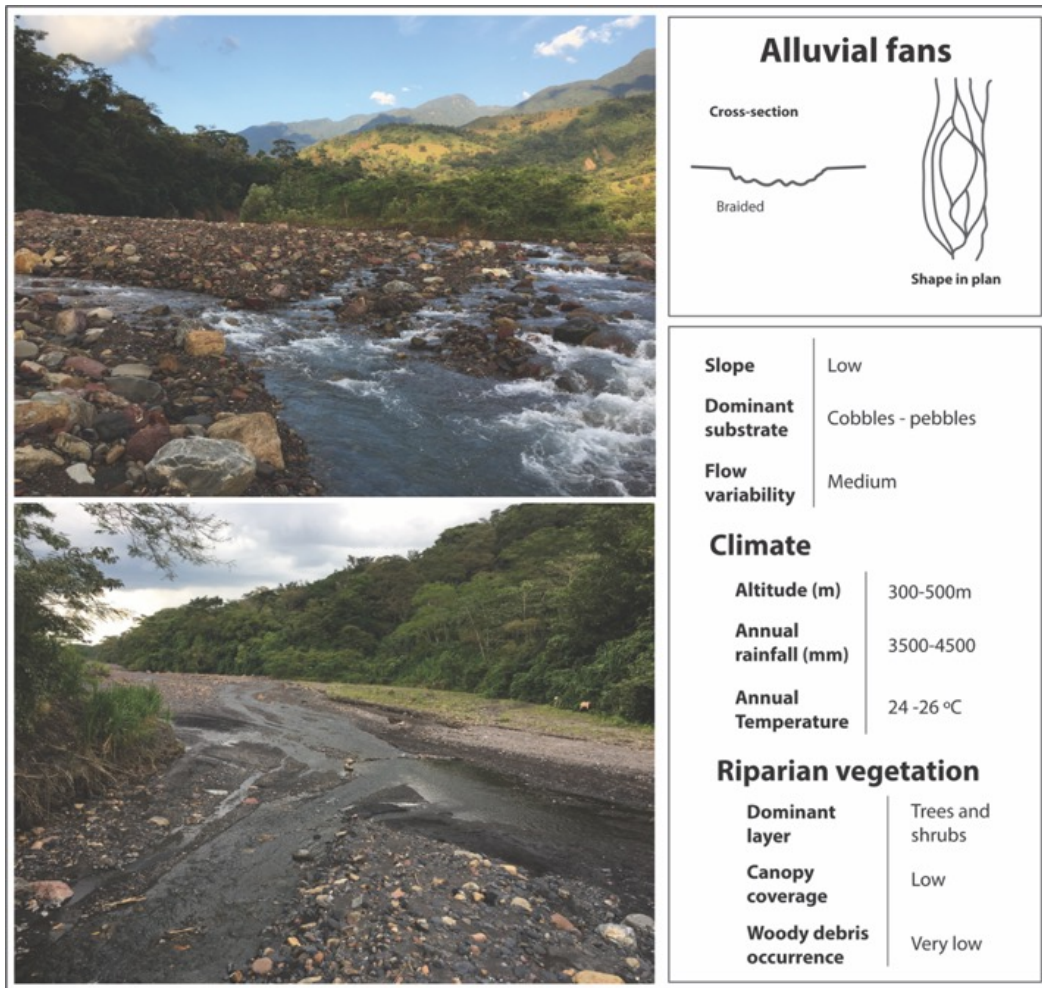 Alluvial fans
Cross-section
Braided
Shape in plan
Slope Low
Dominant
substrate Cobbles - pebbles
Flow
variability Medium
Climate
Altitude (m) 300-500m
Annual
rainfall (mm) 3500-4500
Annual
Temperature 24 -26 ºC
Riparian vegetation
Dominant
layer Trees and
shrubs
Canopy
coverage Low
Woody debris
occurrence Very low